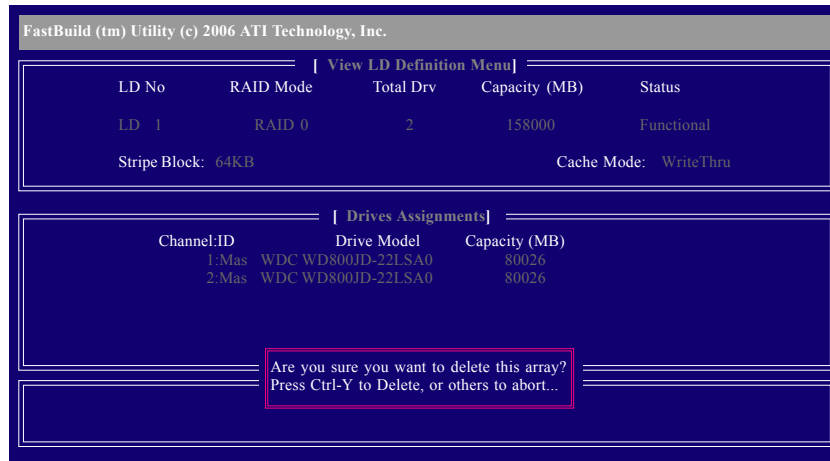 FastBuild (tm) Utility (c) 2006 ATI Technology, Inc.
[ View LD Definition Menu]
LD No RAID Mode Total Drv Capacity (MB) Status
LD 1 RAID 0 2 158000 Functional
Stripe Block: 64KB Cache Mode: WriteThru
[ Drives Assignments]
Channel:ID Drive Model Capacity (MB)
1:Mas WDC WD800JD-22LSA0 80026
2:Mas WDC WD800JD-22LSA0 80026
Are you sure you want to delete this array?
Press Ctrl-Y to Delete, or others to abort...